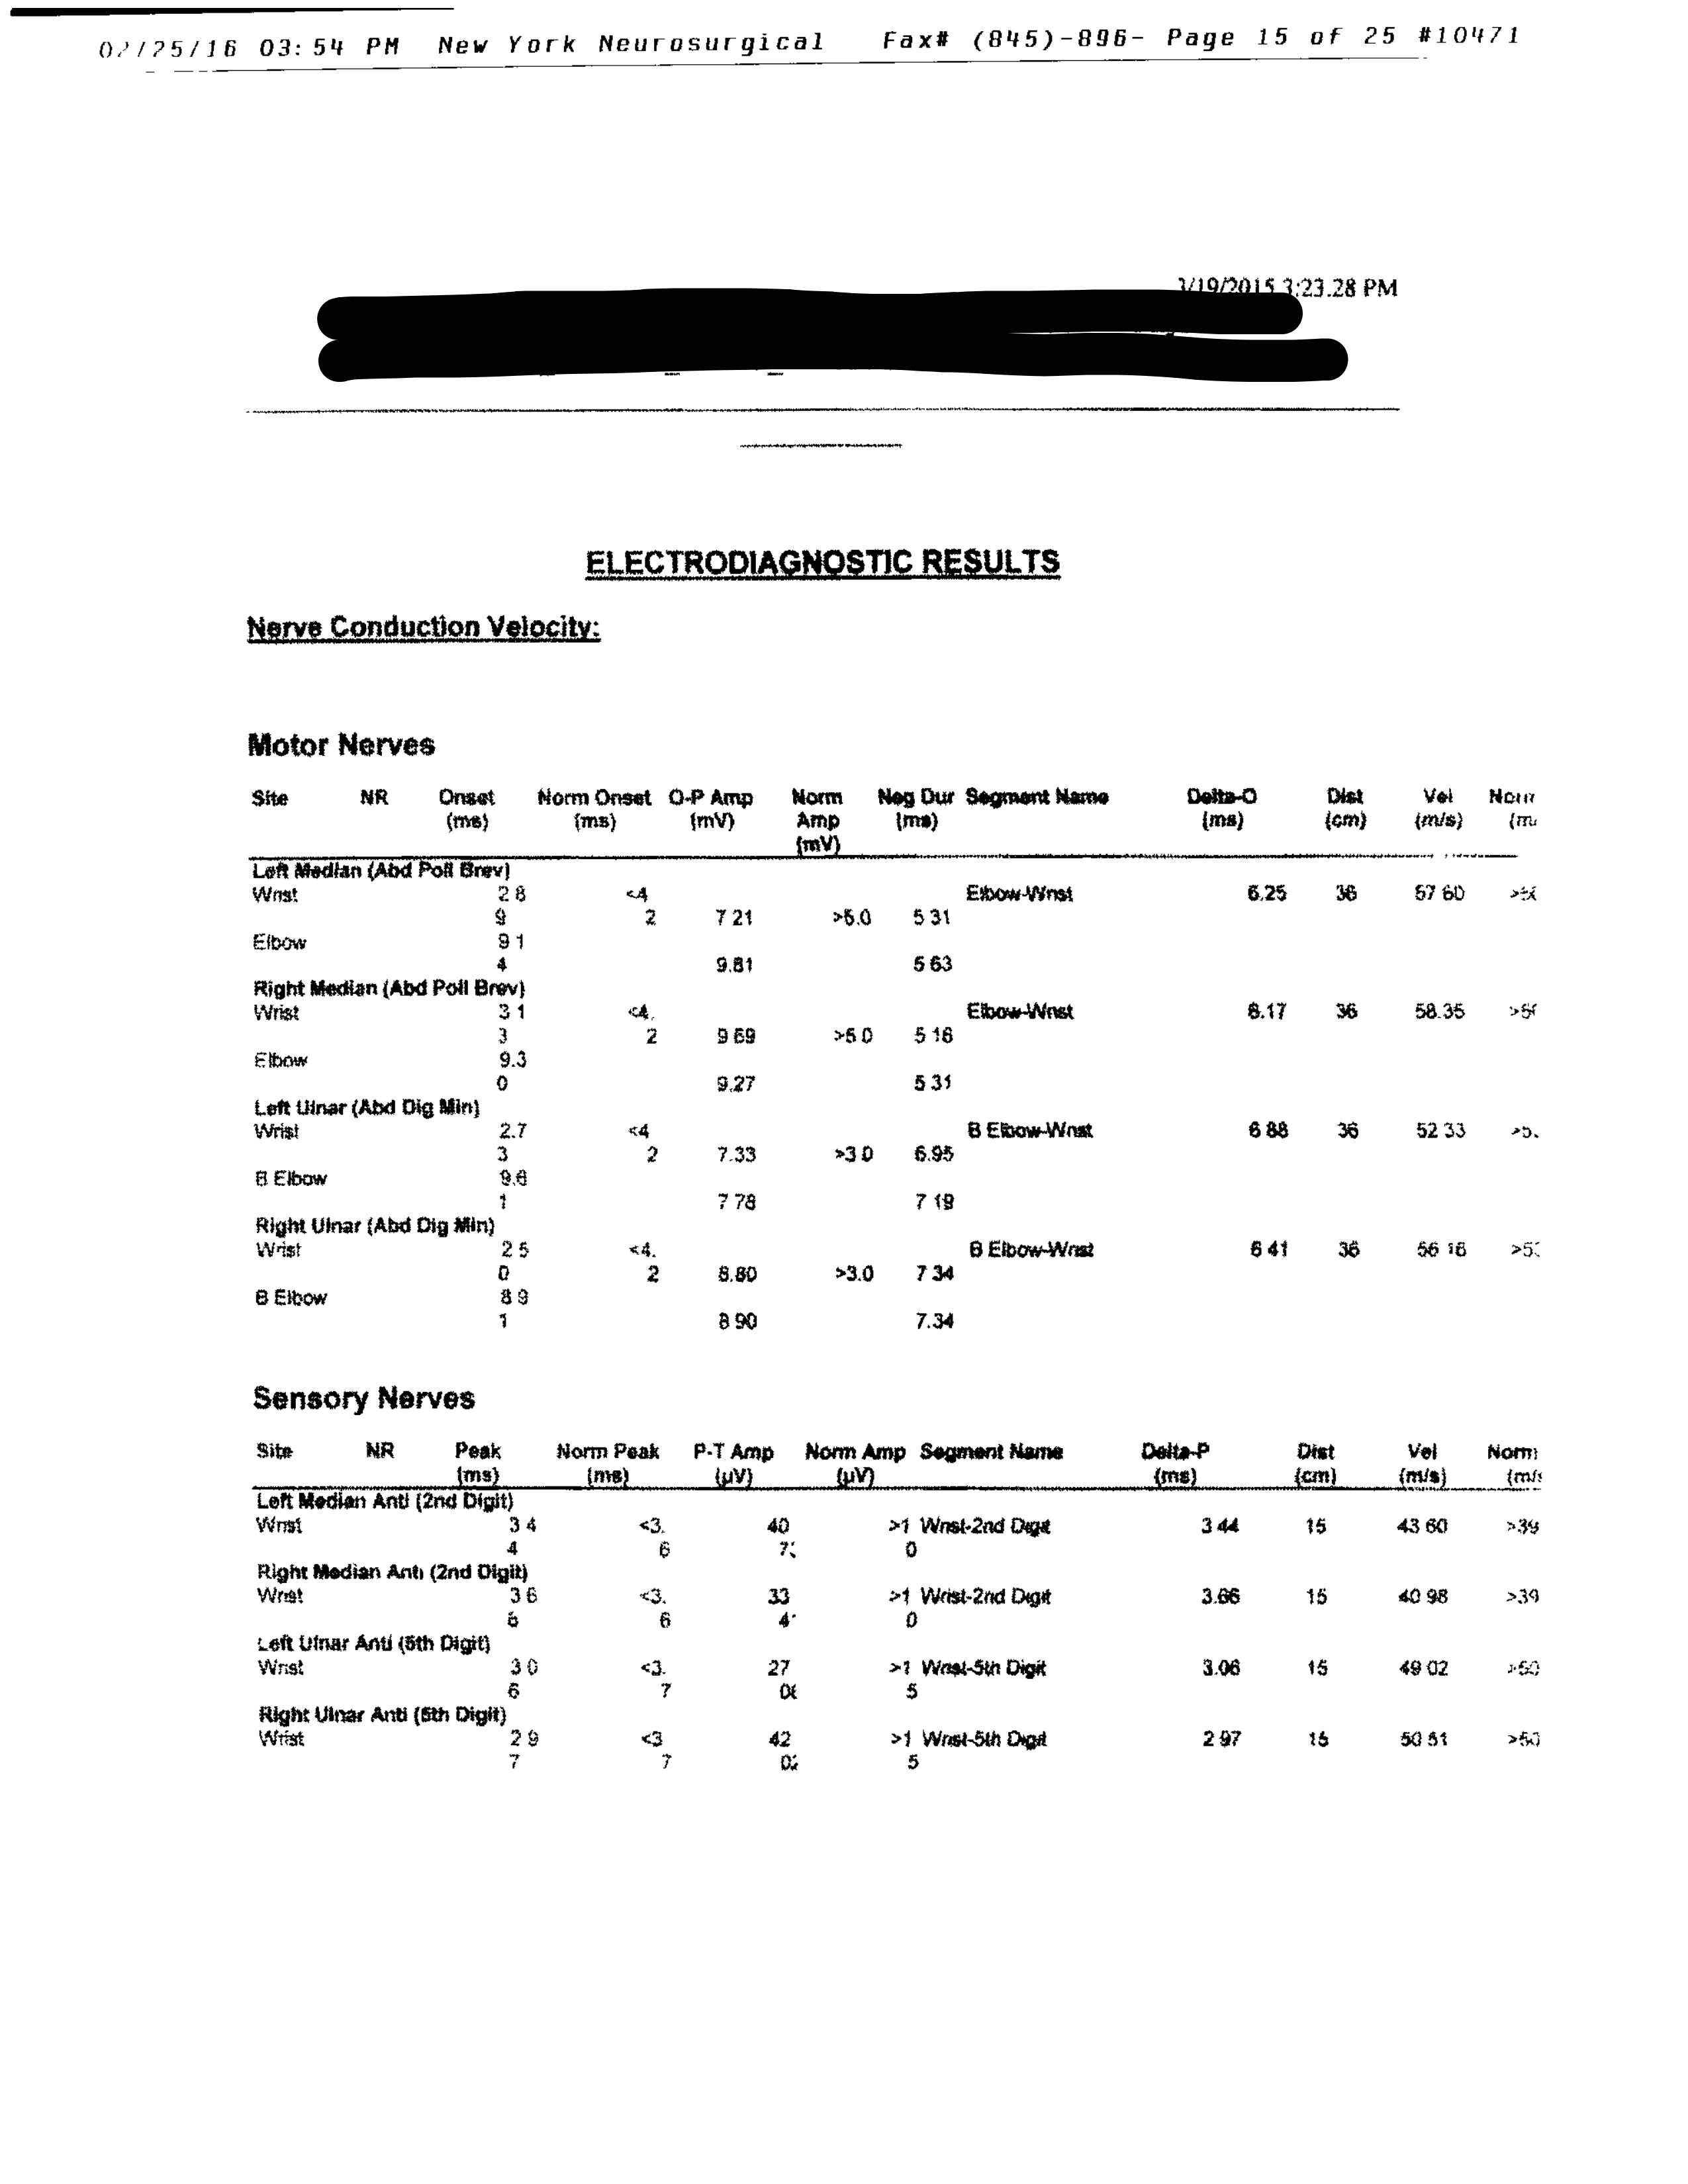 02/25/16 03:54 PM New York Neurosurgical Fax# (845)-896- Page 15 of 25 #10471
3/19/2015 3:23.28 PM
ELECTRODIAGNOSTIC RESULTS
Nerve Conduction Velocity:
Motor Nerves
Site NR Onset Norm Onset O-P Amp Norm Neg Dur Segment Name Delta-O Dist Vel Norm
(ms) (ms) (mV) Amp (ms) (ms) (cm) (m/s) (m/
(mV)
Left Median (Abd Poll Brev)
Wrist 2 8 <4 Elbow-Wrist 6.25 36 57 60
9 2 7 21 >5.0 5 31
Elbow 9 1
4 9.81 5 63
Right Median (Abd Poll Brev)
Wrist 3 1 <4. Elbow-Wrist 6.17 36 58.35
3 2 9 69 >5 0 5 16
Elbow 9.3
0 9.27 5 31
Left Ulnar (Abd Dig Min)
Wrist 2.7 <4 B Elbow-Wrist 6 88 36 52 33
3 2 7.33 >3 0 6.95
B Elbow 9.6
1 7 78 7 19
Right Ulnar (Abd Dig Min)
Wrist 2 5 <4. B Elbow-Wrist 6 41 36 56 16
0 2 8.80 >3.0 7 34
B Elbow 8 9
1 8 90 7.34
Sensory Nerves
Site NR Peak Norm Peak P-T Amp Norm Amp Segment Name Delta-P Dist Vel Norm
(ms) (ms) (µV) (µV) (ms) (cm) (m/s) (m/s
Left Median Anti (2nd Digit)
Wrist 3 4 <3. 40 >1 Wrist-2nd Digit 3 44 15 43 60 >39
4 6 0
Right Median Anti (2nd Digit)
Wrist 3 6 <3. 33 >1 Wrist-2nd Digit 3.66 15 40 98 >39
6 6 0
Left Ulnar Anti (5th Digit)
Wrist 3 0 <3. 27 >1 Wrist-5th Digit 3.06 15 49 02 >50
6 7 5
Right Ulnar Anti (5th Digit)
Wrist 2 9 <3 42 >1 Wrist-5th Digit 2 97 15 50 51 >50
7 7 5